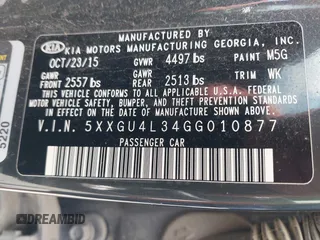 MANUFACTURED BY
KIA KIA MOTORS MANUFACTURING GEORGIA, INC.
OCT/23/15 GVWR 4497 lbs PAINT M5G
GAWR GAWR
FRONT 2557 lbs REAR 2513 lbs TRIM WK
THIS VEHICLE CONFORMS TO ALL APPLICABLE U.S.A. FEDERAL
MOTOR VEHICLE SAFETY, BUMPER, AND THEFT PREVENTION STANDARDS
IN EFFECT ON THE DATE OF MANUFACTURE SHOWN ABOVE.
V.I.N. 5XXGU4L34GG010877
PASSENGER CAR
5220
DREAMBID